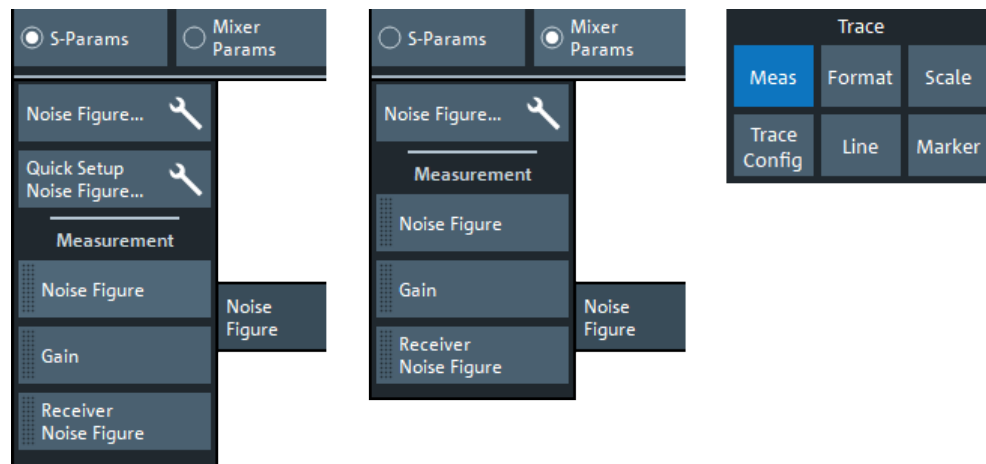 S-Params
Mixer
Params
Noise Figure...
Quick Setup
Noise Figure...
Measurement
Noise Figure
Gain
Receiver
Noise Figure
Noise
Figure
S-Params
Mixer
Params
Noise Figure...
Measurement
Noise Figure
Gain
Receiver
Noise Figure
Noise
Figure
Trace
Meas
Format
Scale
Trace
Config
Line
Marker